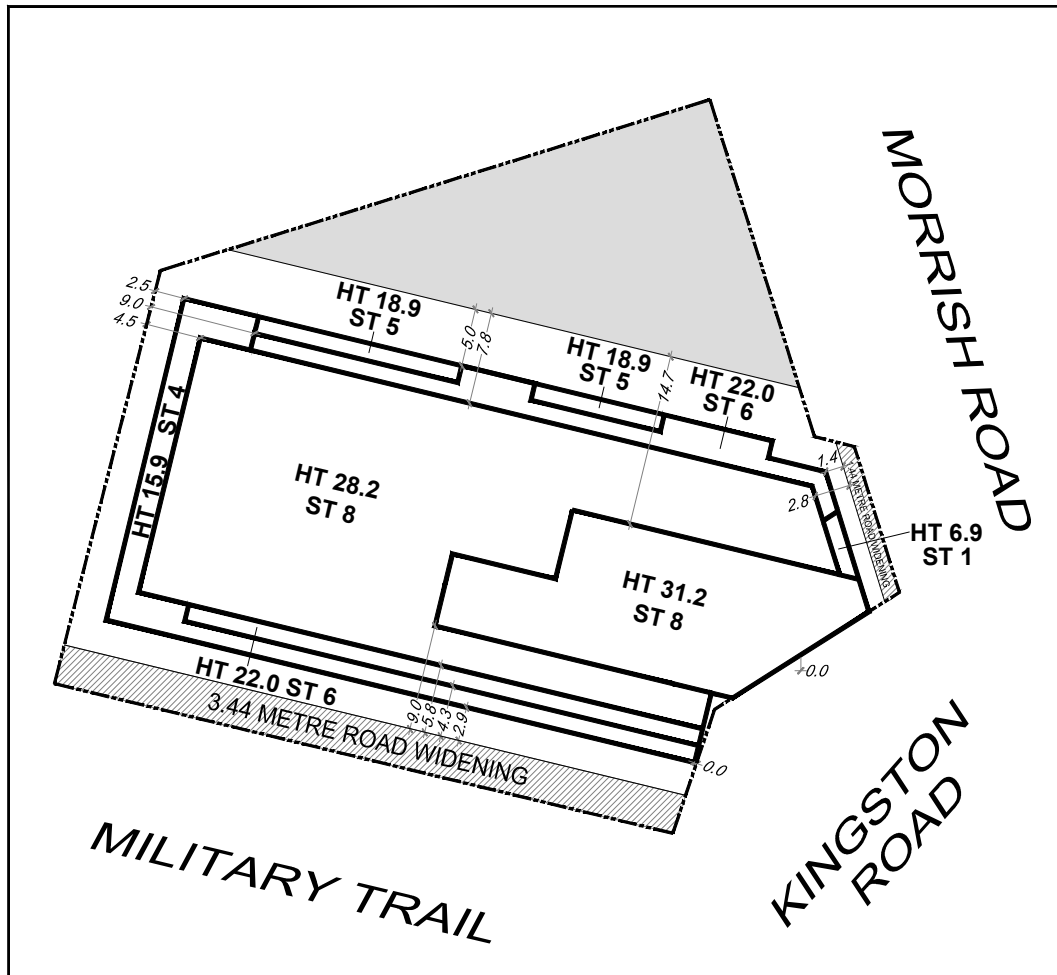 MORRISH ROAD
2.5
9.0
4.5
HT 18.9
ST 5
5.0
7.8
HT 18.9
ST 5
14.7
HT 22.0
ST 6
1.4
2.8
.44 METRE ROAD WIDENING
HT 6.9
ST 1
HT 15.9 ST 4
HT 28.2
ST 8
HT 31.2
ST 8
0.0
HT 22.0 ST 6
9.0
5.8
4.3
2.9
0.0
3.44 METRE ROAD WIDENING
MILITARY TRAIL
KINGSTON
ROAD